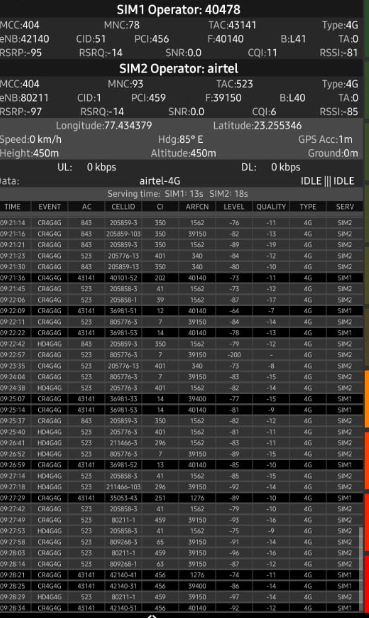 SIM1 Operator: 40478
MCC:404 MNC:78 TAC:43141 Type:4G
eNB:42140 CID:51 PCI:456 F:40140 B:L41 TA:0
RSRP:-95 RSRQ:-14 SNR:0.0 CQI:11 RSSI:-81
SIM2 Operator: airtel
MCC:404 MNC:93 TAC:523 Type:4G
eNB:80211 CID:1 PCI:459 F:39150 B:L40 TA:0
RSRP:-97 RSRQ:-14 SNR:0.0 CQI:6 RSSI:-85
Longitude:77.434379 Latitude:23.255346
Speed:0 km/h Hdg:85° E GPS Acc:1m
Height:450m Altitude:450m Ground:0m
UL: 0 kbps DL: 0 kbps
Data: airtel-4G IDLE ||| IDLE
Serving time: SIM1: 13s SIM2: 18s
TIME EVENT AC CELLID CI ARFCN LEVEL QUALITY TYPE SERV
09:21:14 CR4G4G 843 205859-3 350 1562 -76 -11 4G SIM2
09:21:16 CR4G4G 843 205859-103 350 39150 -82 -13 4G SIM2
09:21:21 CR4G4G 843 205859-3 350 1562 -89 -19 4G SIM2
09:21:23 CR4G4G 523 205776-13 401 340 -84 -12 4G SIM2
09:21:30 CR4G4G 843 205859-13 350 340 -80 -10 4G SIM2
09:21:36 CR4G4G 43141 40101-52 202 40140 -73 -11 4G SIM1
09:21:45 CR4G4G 523 205858-3 41 1562 -73 -12 4G SIM2
09:22:06 CR4G4G 523 205858-1 39 1562 -87 -17 4G SIM2
09:22:09 CR4G4G 43141 36981-51 12 40140 -64 -7 4G SIM1
09:22:11 CR4G4G 523 805776-3 7 39150 -84 -14 4G SIM2
09:22:22 CR4G4G 43141 36981-53 14 40140 -78 -13 4G SIM1
09:22:42 HO4G4G 843 205859-3 350 1562 -79 -12 4G SIM2
09:22:57 CR4G4G 523 805776-3 7 39150 -200 - 4G SIM2
09:23:35 CR4G4G 523 205776-13 401 340 -73 -8 4G SIM2
09:24:04 CR4G4G 523 805776-3 7 39150 -83 -15 4G SIM2
09:24:38 HO4G4G 523 205776-3 401 1562 -82 -14 4G SIM2
09:25:07 CR4G4G 43141 36981-33 14 39400 -77 -15 4G SIM1
09:25:14 CR4G4G 43141 36981-53 14 40140 -81 -9 4G SIM1
09:25:37 CR4G4G 843 205859-3 350 1562 -82 -12 4G SIM2
09:25:40 HO4G4G 523 205776-3 401 1562 -81 -11 4G SIM2
09:26:41 HO4G4G 523 211466-3 296 1562 -83 -11 4G SIM2
09:26:52 HO4G4G 523 805776-3 7 39150 -89 -15 4G SIM2
09:26:59 CR4G4G 43141 36981-52 13 40140 -85 -10 4G SIM1
09:27:14 HO4G4G 523 205858-3 41 1562 -85 -15 4G SIM2
09:27:18 HO4G4G 523 211466-103 296 39150 -92 -14 4G SIM2
09:27:29 CR4G4G 43141 35053-43 251 1276 -89 -10 4G SIM1
09:27:42 CR4G4G 523 205858-3 41 1562 -79 -10 4G SIM2
09:27:49 CR4G4G 523 80211-1 459 39150 -93 -16 4G SIM2
09:27:53 HO4G4G 523 205858-3 41 1562 -75 -9 4G SIM2
09:27:58 CR4G4G 523 809268-3 65 39150 -91 -14 4G SIM2
09:28:03 CR4G4G 523 80211-1 459 39150 -96 -16 4G SIM2
09:28:14 CR4G4G 523 809268-1 63 39150 -87 -12 4G SIM2
09:28:21 CR4G4G 43141 42140-41 456 1276 -74 -11 4G SIM1
09:28:25 CR4G4G 43141 42140-31 456 39400 -86 -14 4G SIM1
09:28:29 HO4G4G 523 80211-1 459 39150 -97 -14 4G SIM2
09:28:34 CR4G4G 43141 42140-51 456 40140 -92 -12 4G SIM1